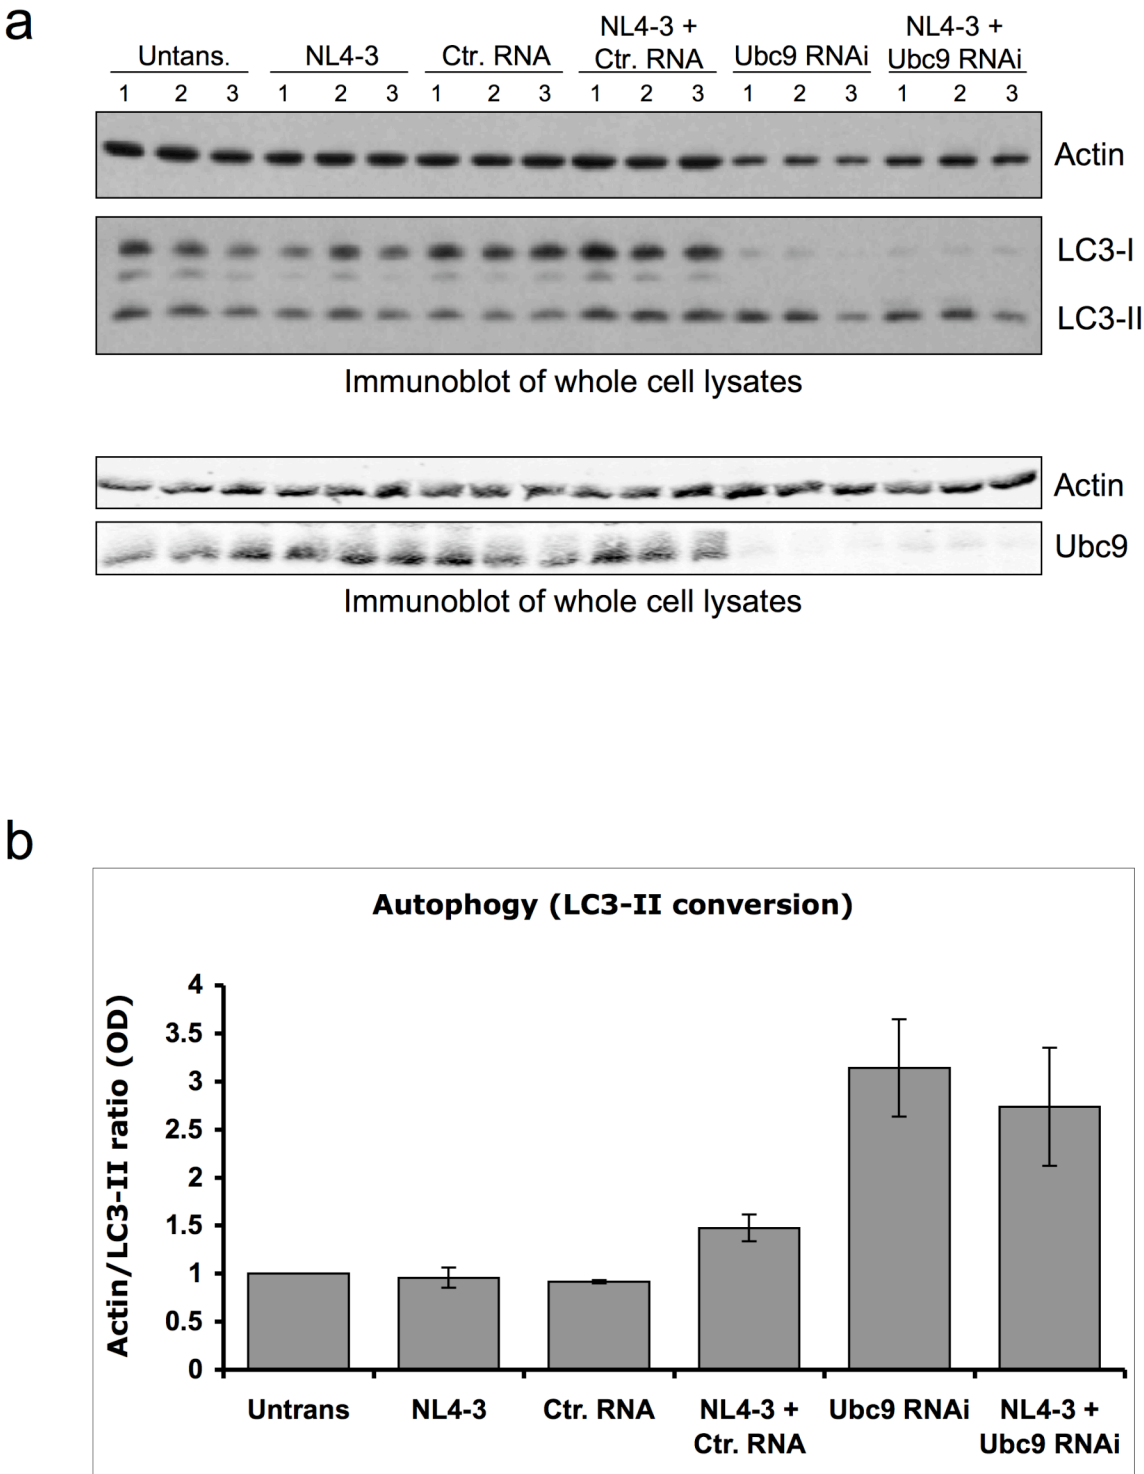 a
NL4-3 + NL4-3 +
Untans. NL4-3 Ctr. RNA Ctr. RNA Ubc9 RNAi Ubc9 RNAi
1 2 3 1 2 3 1 2 3 1 2 3 1 2 3 1 2 3
Actin
LC3-I
LC3-II
Immunoblot of whole cell lysates
Actin
Ubc9
Immunoblot of whole cell lysates
b
Autophogy (LC3-II conversion)
Actin/LC3-II ratio (OD)
4
3.5
3
2.5
2
1.5
1
0.5
0
Untrans NL4-3 Ctr. RNA NL4-3 + Ubc9 RNAi NL4-3 +
Ctr. RNA Ubc9 RNAi